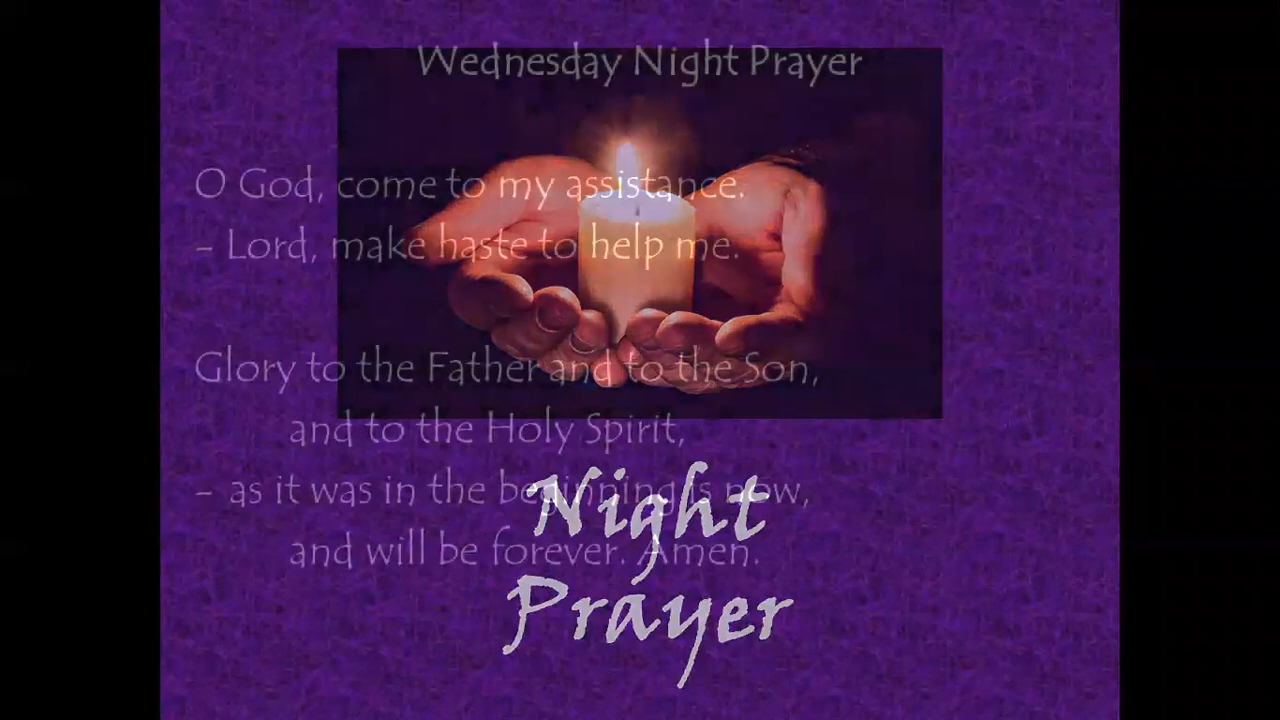 Wednesday Night Prayer
O God, come to my assistance.
– Lord, make haste to help me.
Glory to the Father and to the Son,
and to the Holy Spirit,
– as it was in the beginning is now,
and will be forever. Amen.
Night
Prayer